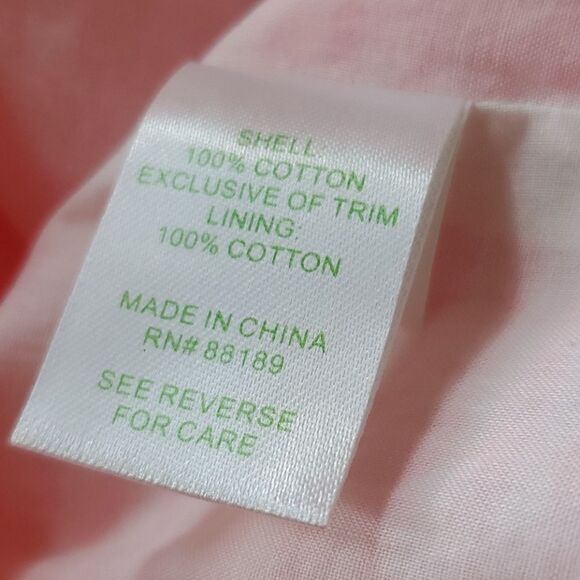 SHELL:
100% COTTON
EXCLUSIVE OF TRIM
LINING:
100% COTTON
MADE IN CHINA
RN# 88189
SEE REVERSE
FOR CARE